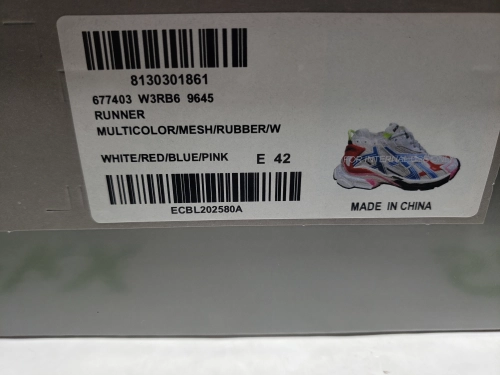 8130301861
677403 W3RB6 9645
RUNNER
MULTICOLOR/MESH/RUBBER/W
WHITE/RED/BLUE/PINK E 42
ECBL202580A
MADE IN CHINA